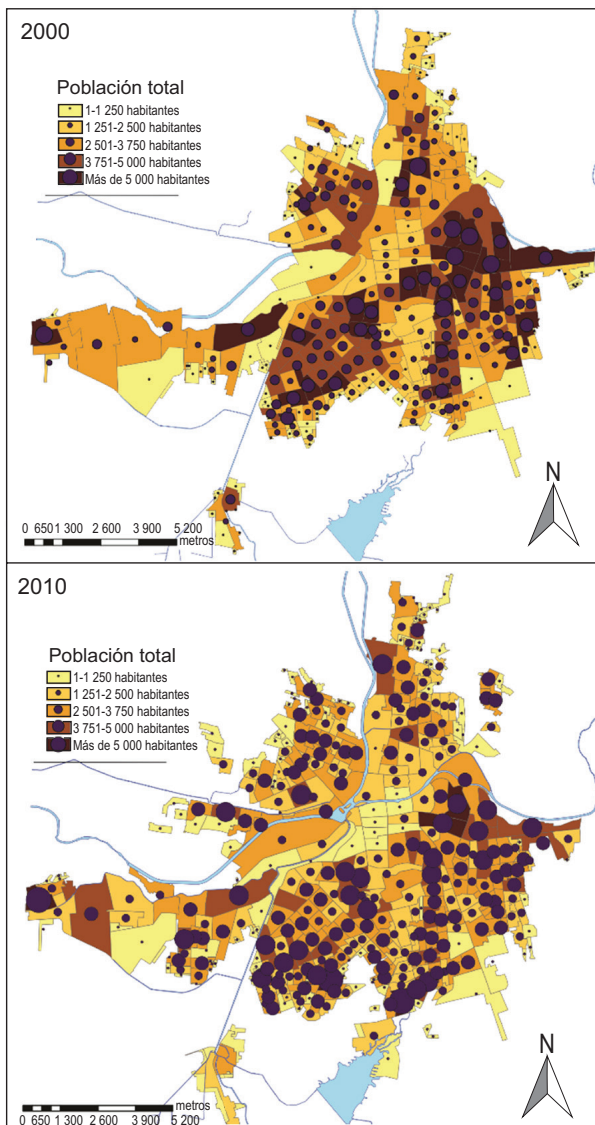 2000
Población total
1-1 250 habitantes
1 251-2 500 habitantes
2 501-3 750 habitantes
3 751-5 000 habitantes
Más de 5 000 habitantes
N
0 650 1 300 2 600 3 900 5 200
metros
2010
Población total
1-1 250 habitantes
1 251-2 500 habitantes
2 501-3 750 habitantes
3 751-5 000 habitantes
Más de 5 000 habitantes
N
metros
0 650 1 300 2 600 3 900 5 200